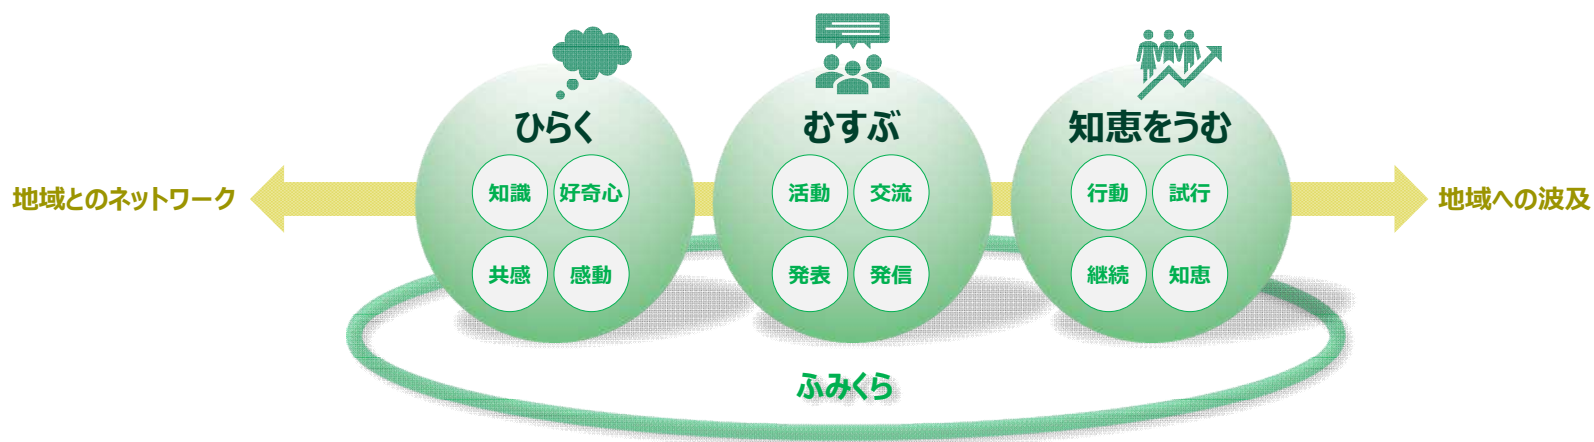 ひらく
知識 好奇心
共感 感動
むすぶ
活動 交流
発表 発信
知恵をうむ
行動 試行
継続 知恵
地域とのネットワーク
地域への波及
ふみくら